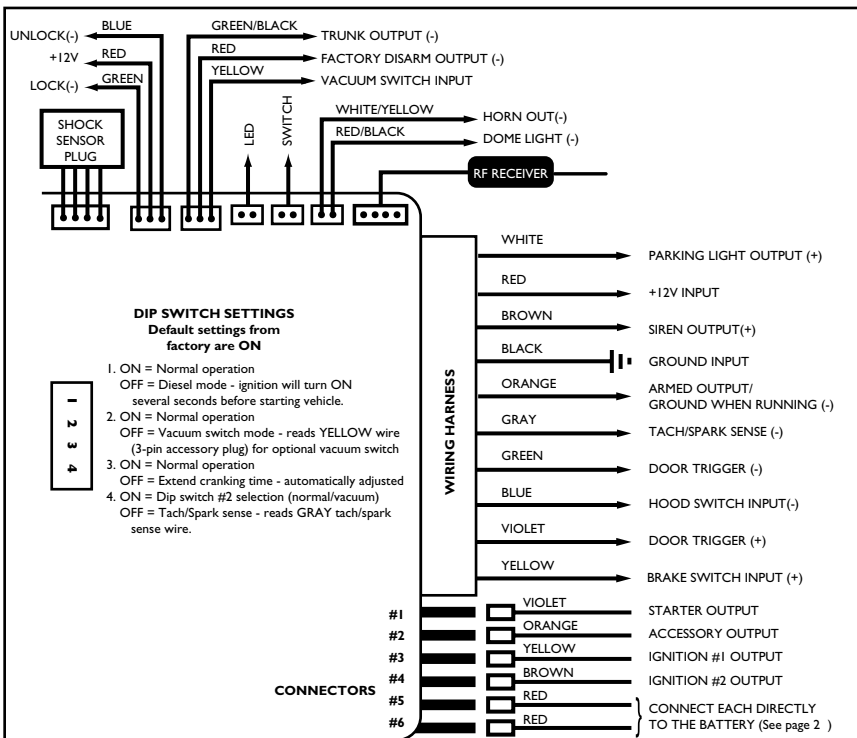 BLUE
UNLOCK(-)
RED
+12V
GREEN
LOCK(-)
SHOCK
SENSOR
PLUG
GREEN/BLACK
TRUNK OUTPUT (-)
RED
FACTORY DISARM OUTPUT (-)
YELLOW
VACUUM SWITCH INPUT
LED
SWITCH
WHITE/YELLOW
HORN OUT(-)
RED/BLACK
DOME LIGHT (-)
RF RECEIVER
DIP SWITCH SETTINGS
Default settings from
factory are ON
1. ON = Normal operation
OFF = Diesel mode - ignition will turn ON
several seconds before starting vehicle.
2. ON = Normal operation
OFF = Vacuum switch mode - reads YELLOW wire
(3-pin accessory plug) for optional vacuum switch
3. ON = Normal operation
OFF = Extend cranking time - automatically adjusted
4. ON = Dip switch #2 selection (normal/vacuum)
OFF = Tach/Spark sense - reads GRAY tach/spark
sense wire.
1
2
3
4
WIRING HARNESS
WHITE
PARKING LIGHT OUTPUT (+)
RED
+12V INPUT
BROWN
SIREN OUTPUT(+)
BLACK
GROUND INPUT
ORANGE
ARMED OUTPUT/
GROUND WHEN RUNNING (-)
GRAY
TACH/SPARK SENSE (-)
GREEN
DOOR TRIGGER (-)
BLUE
HOOD SWITCH INPUT(-)
VIOLET
DOOR TRIGGER (+)
YELLOW
BRAKE SWITCH INPUT (+)
CONNECTORS
#1
VIOLET
STARTER OUTPUT
#2
ORANGE
ACCESSORY OUTPUT
#3
YELLOW
IGNITION #1 OUTPUT
#4
BROWN
IGNITION #2 OUTPUT
#5
RED
#6
RED
CONNECT EACH DIRECTLY
TO THE BATTERY (See page 2 )